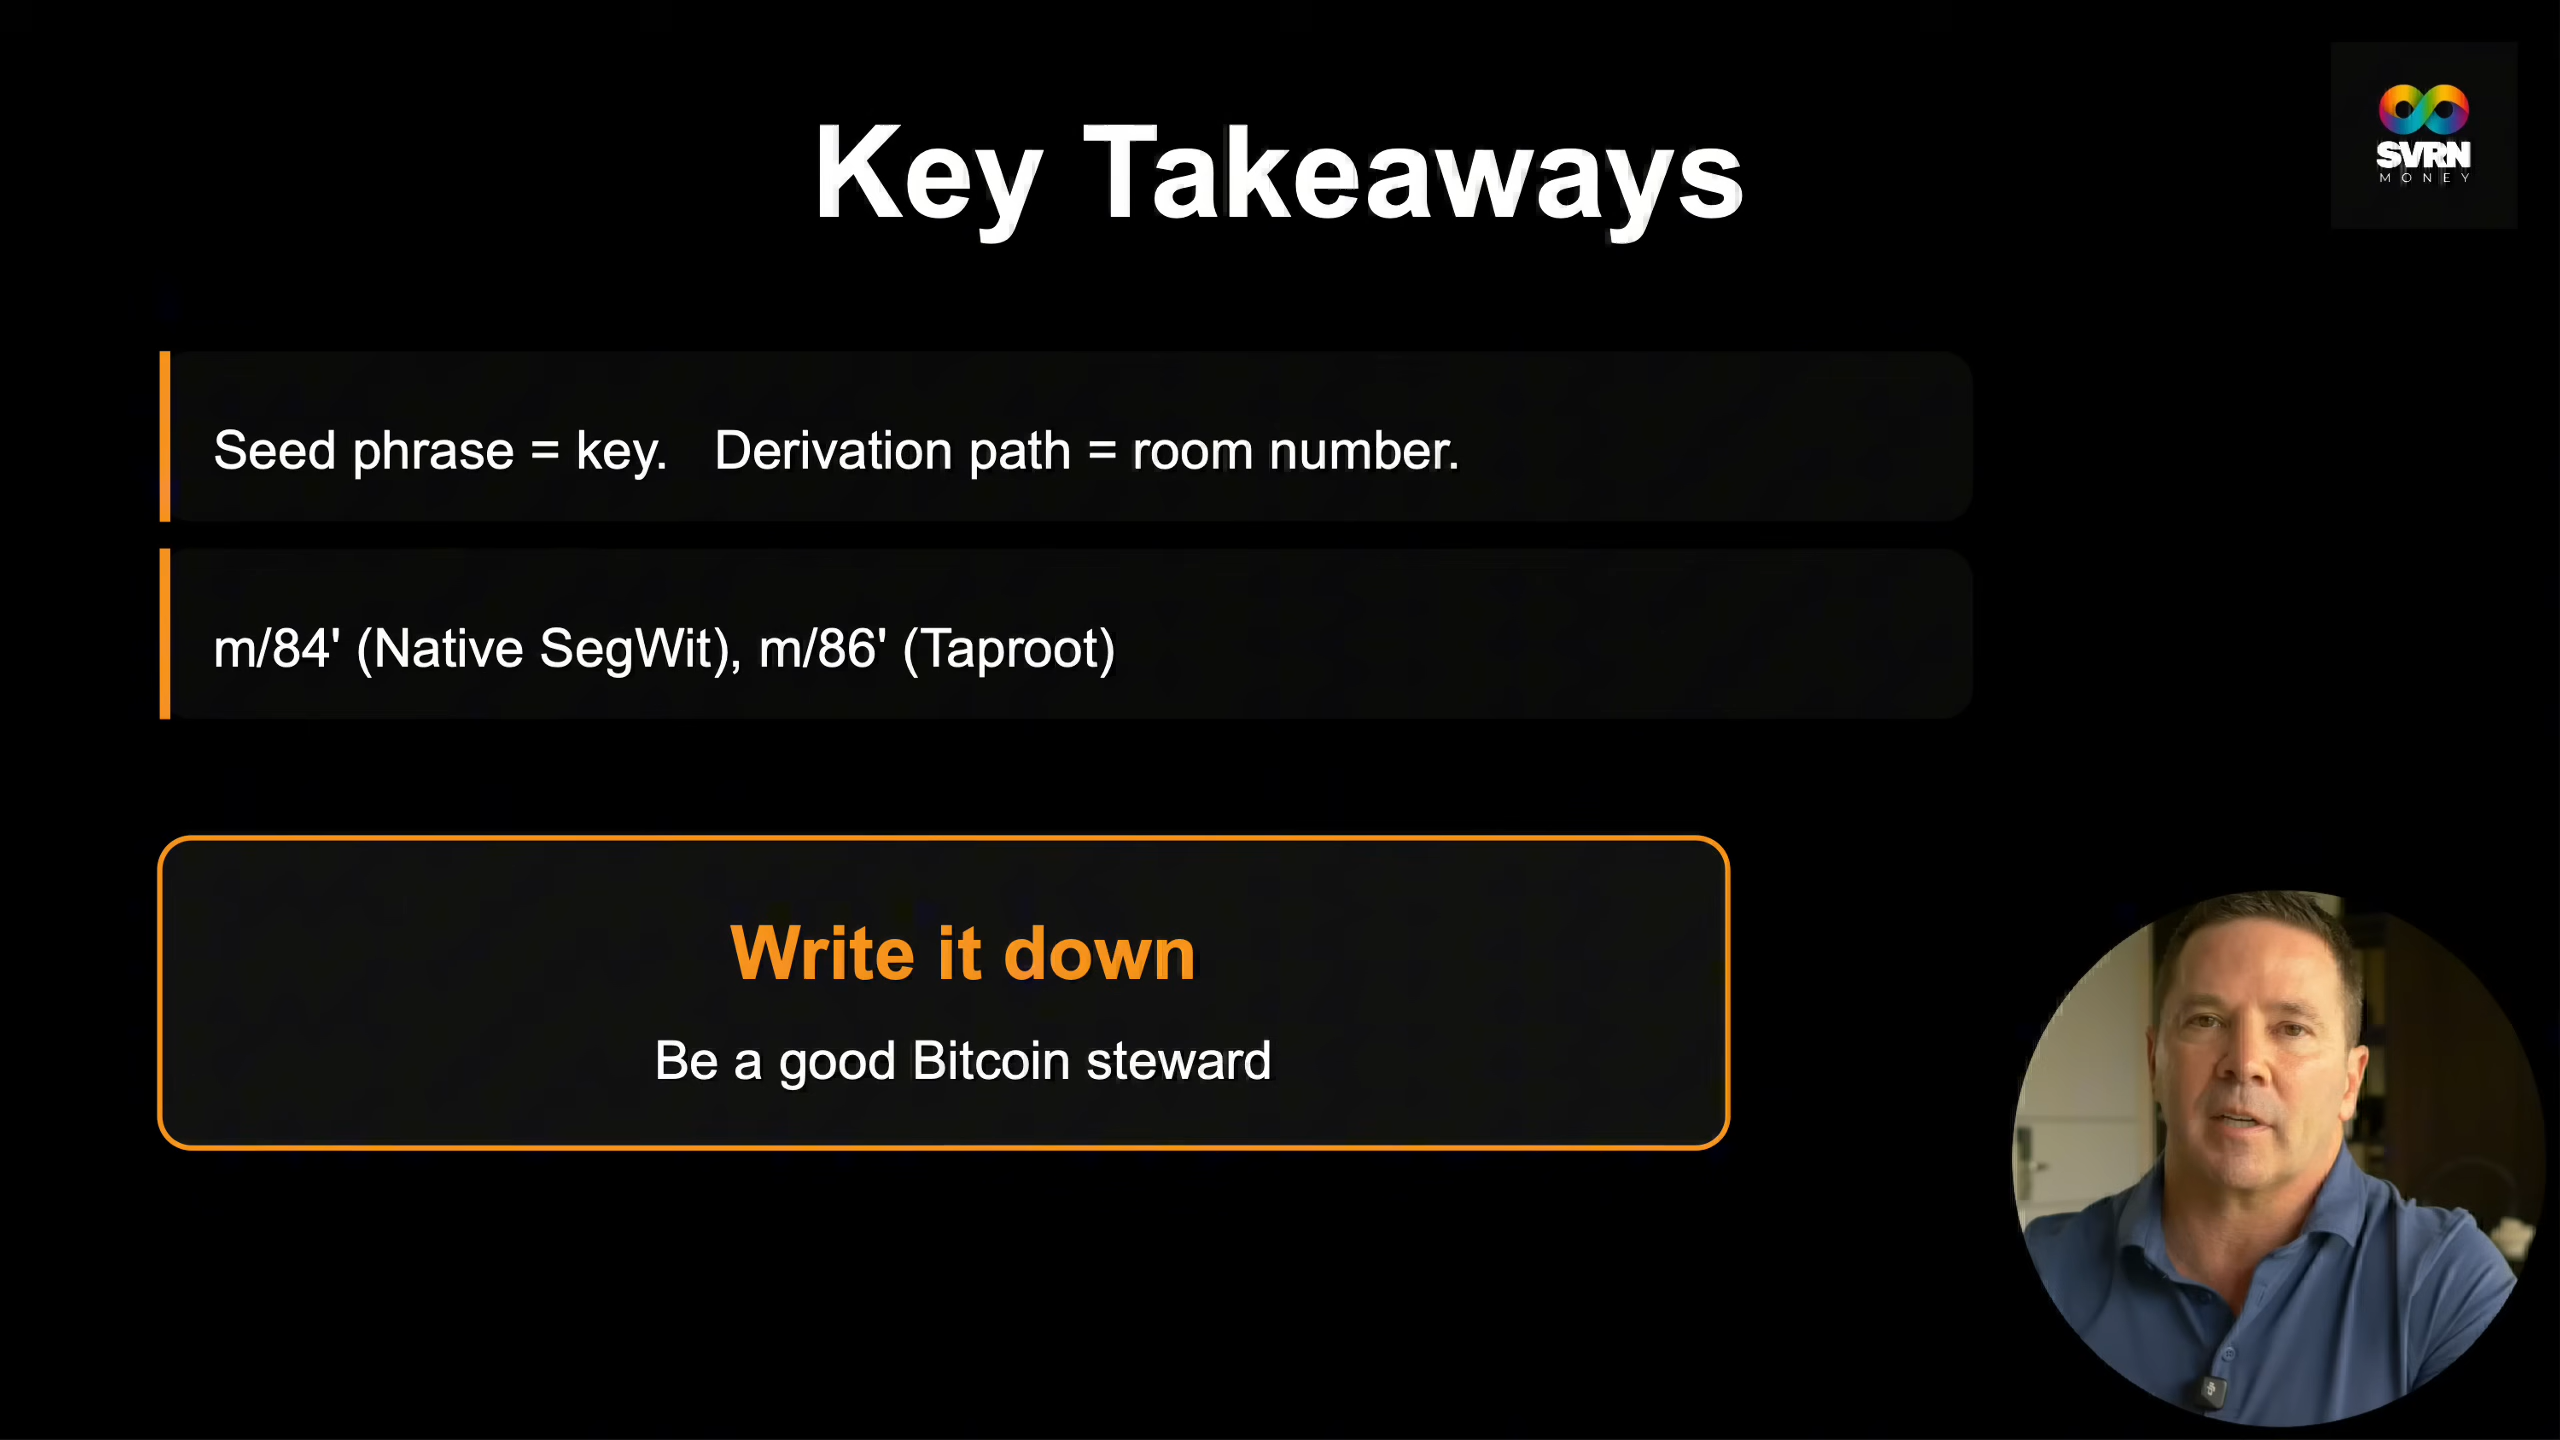 Key Takeaways
SVRN
MONEY
Seed phrase = key.   Derivation path = room number.
m/84' (Native SegWit), m/86' (Taproot)
Write it down
Be a good Bitcoin steward